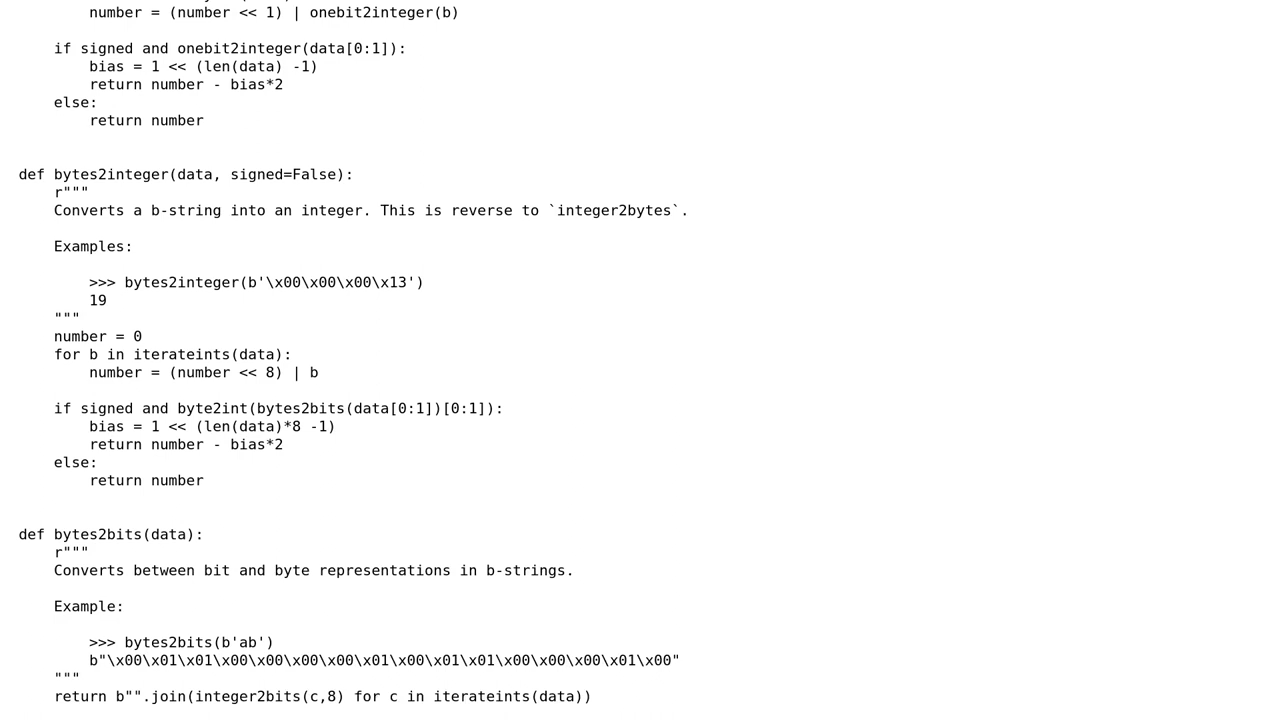 number = (number << 1) | onebit2integer(b)

    if signed and onebit2integer(data[0:1]):
        bias = 1 << (len(data) -1)
        return number - bias*2
    else:
        return number


def bytes2integer(data, signed=False):
    r"""
    Converts a b-string into an integer. This is reverse to `integer2bytes`.

    Examples:

        >>> bytes2integer(b'\x00\x00\x00\x13')
        19
    """
    number = 0
    for b in iterateints(data):
        number = (number << 8) | b

    if signed and byte2int(bytes2bits(data[0:1])[0:1]):
        bias = 1 << (len(data)*8 -1)
        return number - bias*2
    else:
        return number


def bytes2bits(data):
    r"""
    Converts between bit and byte representations in b-strings.

    Example:

        >>> bytes2bits(b'ab')
        b"\x00\x01\x01\x00\x00\x00\x00\x01\x00\x01\x01\x00\x00\x00\x01\x00"
    """
    return b"".join(integer2bits(c,8) for c in iterateints(data))